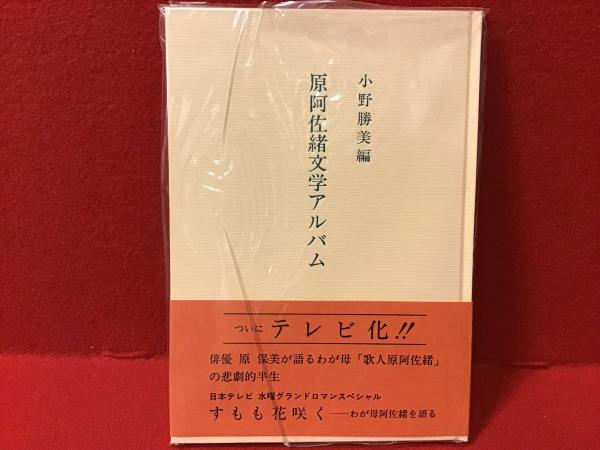 小野勝美編
原阿佐緒文学アルバム
ついに テレビ化!!
俳優 原 保美が語るわが母「歌人原阿佐緒」
の悲劇的半生
日本テレビ 水曜グランドロマンスペシャル
すもも花咲く──わが母阿佐緒を語る